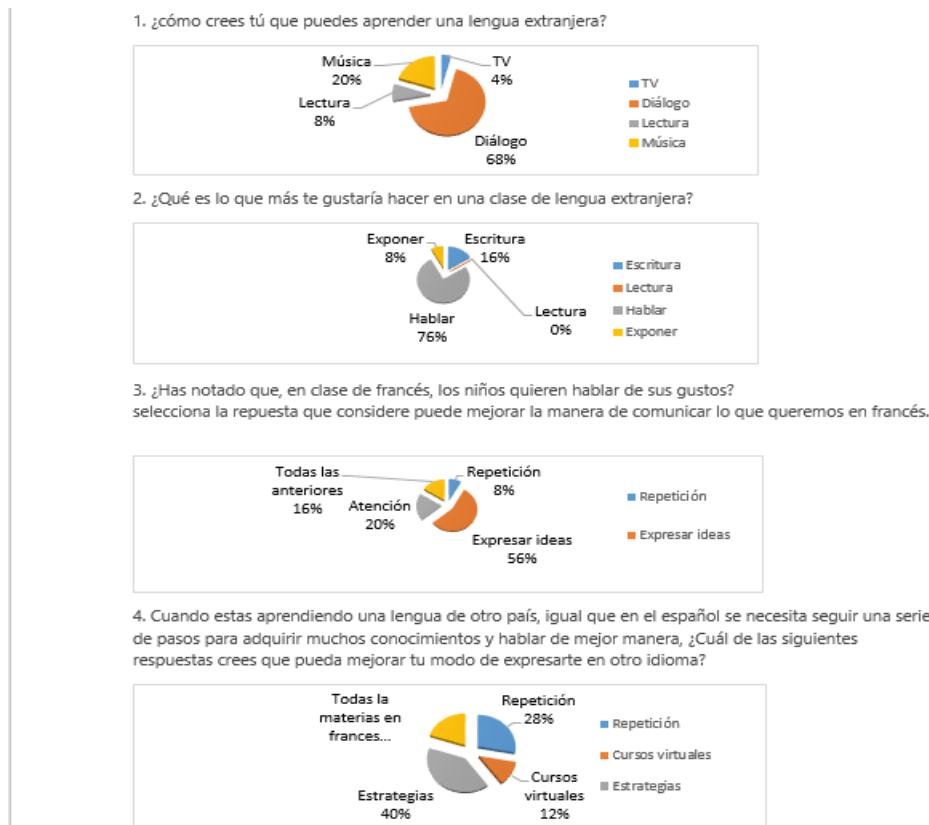 1. ¿cómo crees tú que puedes aprender una lengua extranjera?
Música
20%
TV
4%
Lectura
8%
Diálogo
68%
TV
Diálogo
Lectura
Música
2. ¿Qué es lo que más te gustaría hacer en una clase de lengua extranjera?
Exponer
8%
Escritura
16%
Lectura
0%
Hablar
76%
Escritura
Lectura
Hablar
Exponer
3. ¿Has notado que, en clase de francés, los niños quieren hablar de sus gustos?
selecciona la repuesta que considere puede mejorar la manera de comunicar lo que queremos en francés.
Todas las
anteriores
16%
Repetición
8%
Atención
20%
Expresar ideas
56%
Repetición
Expresar ideas
4. Cuando estas aprendiendo una lengua de otro país, igual que en el español se necesita seguir una serie
de pasos para adquirir muchos conocimientos y hablar de mejor manera, ¿Cuál de las siguientes
respuestas crees que pueda mejorar tu modo de expresarte en otro idioma?
Todas la
materias en
frances...
Repetición
28%
Cursos
virtuales
12%
Estrategias
40%
Repetición
Cursos virtuales
Estrategias